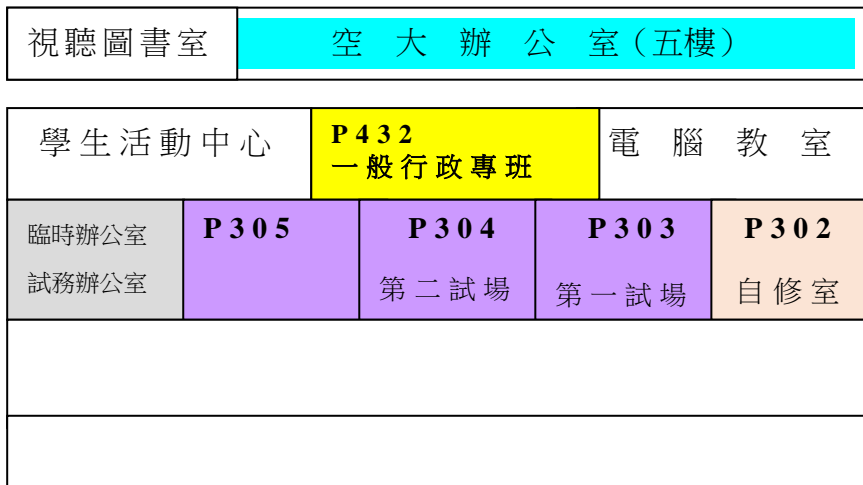 視聽圖書室
空大辦公室(五樓)
學生活動中心
P432
一般行政專班
電腦教室
臨時辦公室
試務辦公室
P305
P304
第二試場
P303
第一試場
P302
自修室